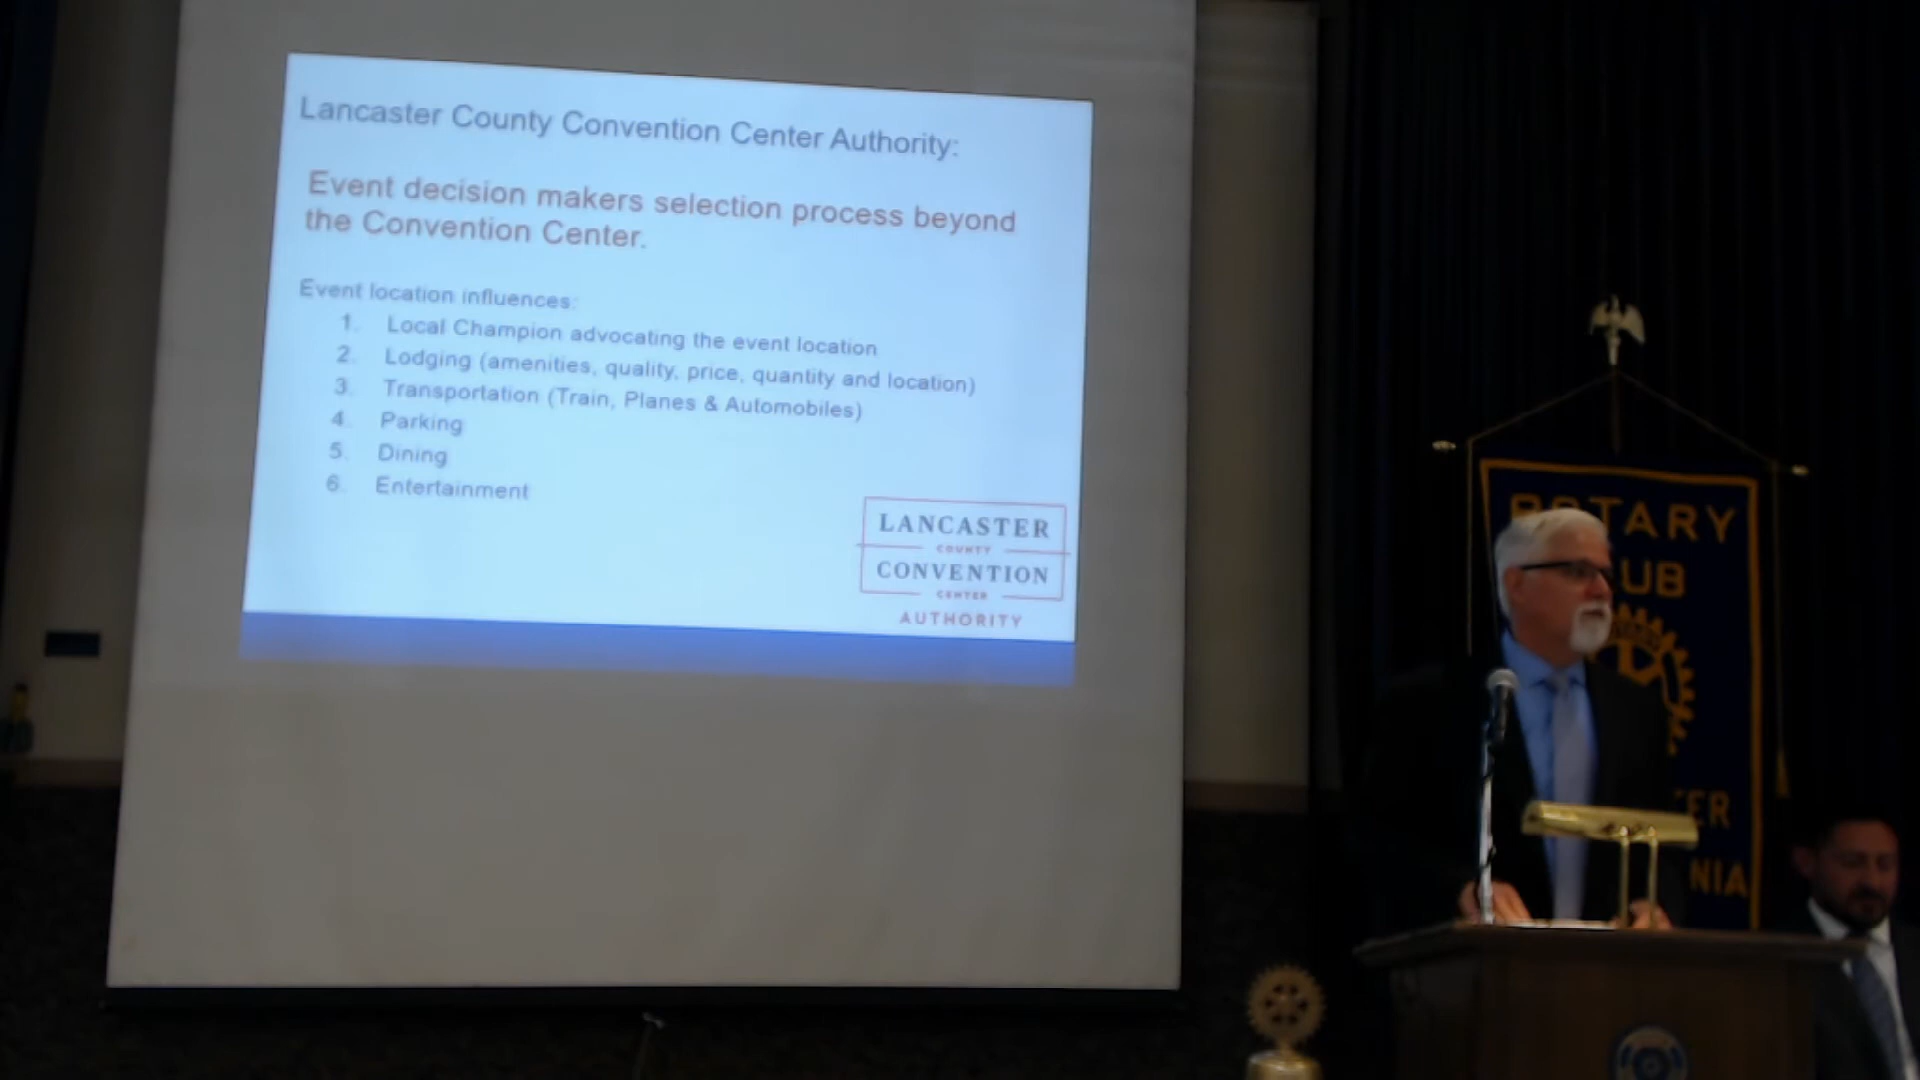 Lancaster County Convention Center Authority:
Event decision makers selection process beyond
the Convention Center.
Event location influences:
1. Local Champion advocating the event location
2. Lodging (amenities, quality, price, quantity and location)
3. Transportation (Train, Planes & Automobiles)
4. Parking
5. Dining
6. Entertainment
LANCASTER
COUNTY
CONVENTION
CENTER
AUTHORITY